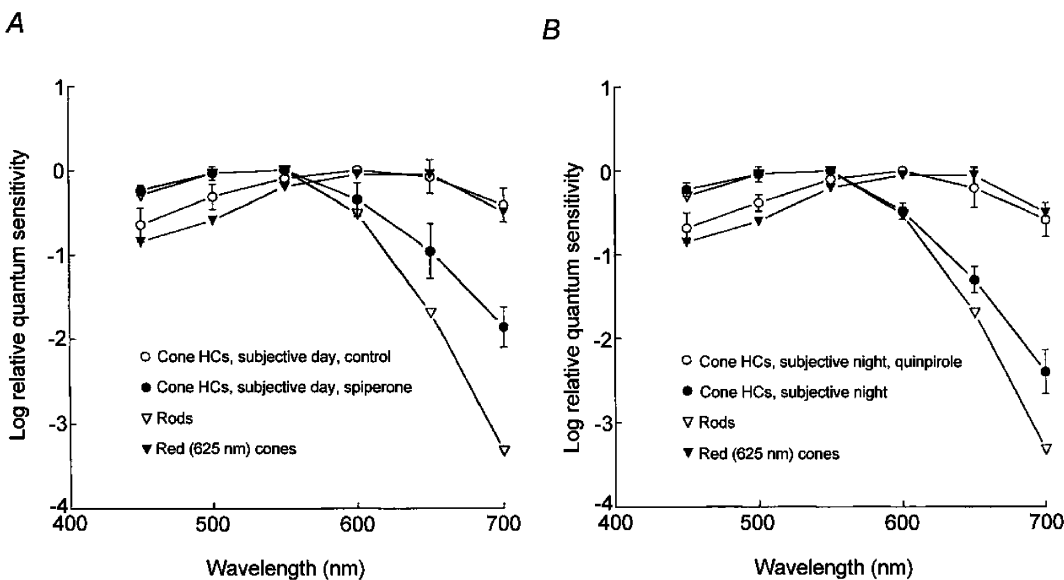 A
Log relative quantum sensitivity
1
0
-1
-2
-3
-4
400
500
600
700
Wavelength (nm)
Cone HCs, subjective day, control
Cone HCs, subjective day, spiperone
Rods
Red (625 nm) cones
B
Log relative quantum sensitivity
1
0
-1
-2
-3
-4
400
500
600
700
Wavelength (nm)
Cone HCs, subjective night, quinpirole
Cone HCs, subjective night
Rods
Red (625 nm) cones